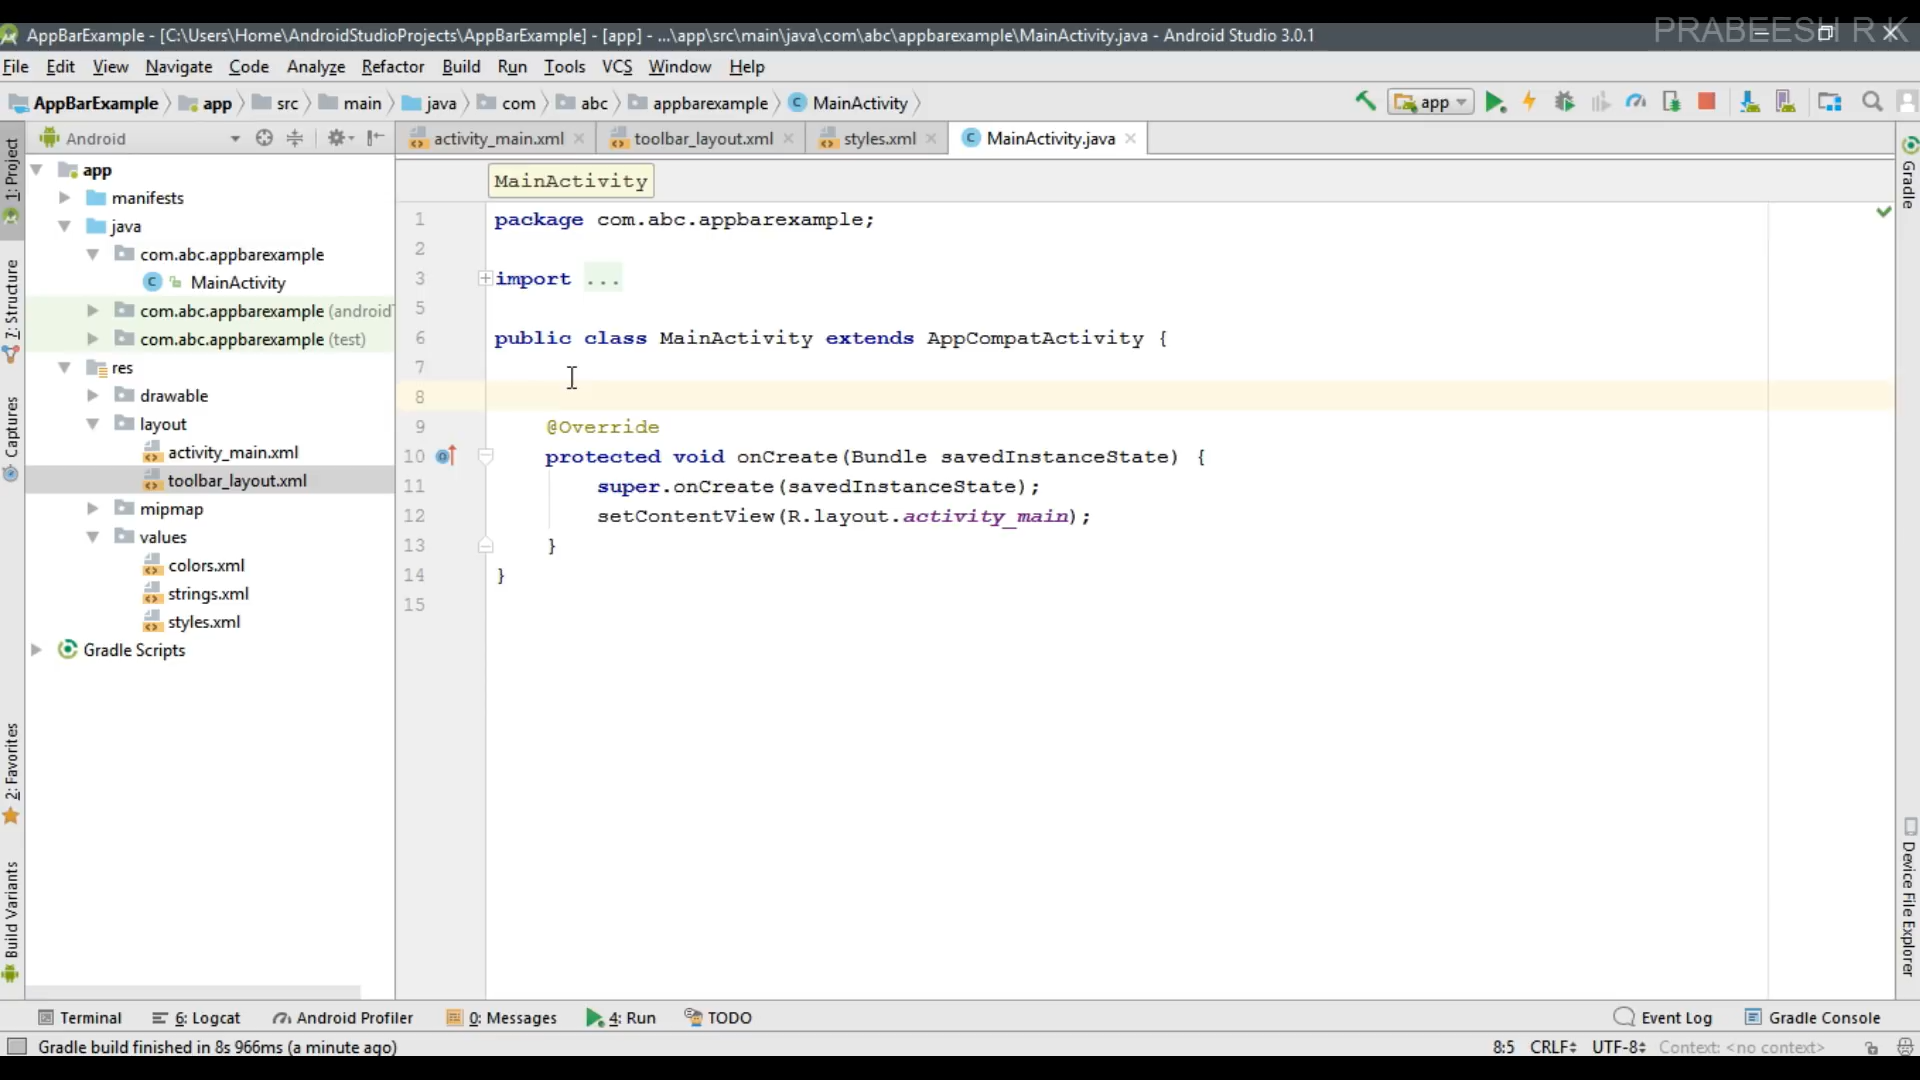 PRABEESH R K
AppBarExample - [C:\Users\Home\AndroidStudioProjects\AppBarExample] - [app] - ...\app\src\main\java\com\abc\appbarexample\MainActivity.java - Android Studio 3.0.1
File Edit View Navigate Code Analyze Refactor Build Run Tools VCS Window Help
AppBarExample app src main java com abc appbarexample MainActivity app
1: Project
7: Structure
Captures
2: Favorites
Build Variants
Android
app
manifests
java
com.abc.appbarexample
MainActivity
com.abc.appbarexample (android
com.abc.appbarexample (test)
res
drawable
layout
activity_main.xml
toolbar_layout.xml
mipmap
values
colors.xml
strings.xml
styles.xml
Gradle Scripts
activity_main.xml toolbar_layout.xml styles.xml MainActivity.java
MainActivity
1 package com.abc.appbarexample;
2
3 import ...
5
6 public class MainActivity extends AppCompatActivity {
7
8
9 @Override
10 protected void onCreate(Bundle savedInstanceState) {
11 super.onCreate(savedInstanceState);
12 setContentView(R.layout.activity_main);
13 }
14 }
15
Gradle
Device File Explorer
Terminal 6: Logcat Android Profiler 0: Messages 4: Run TODO Event Log Gradle Console
Gradle build finished in 8s 966ms (a minute ago) 8:5 CRLF UTF-8 Context: <no context>